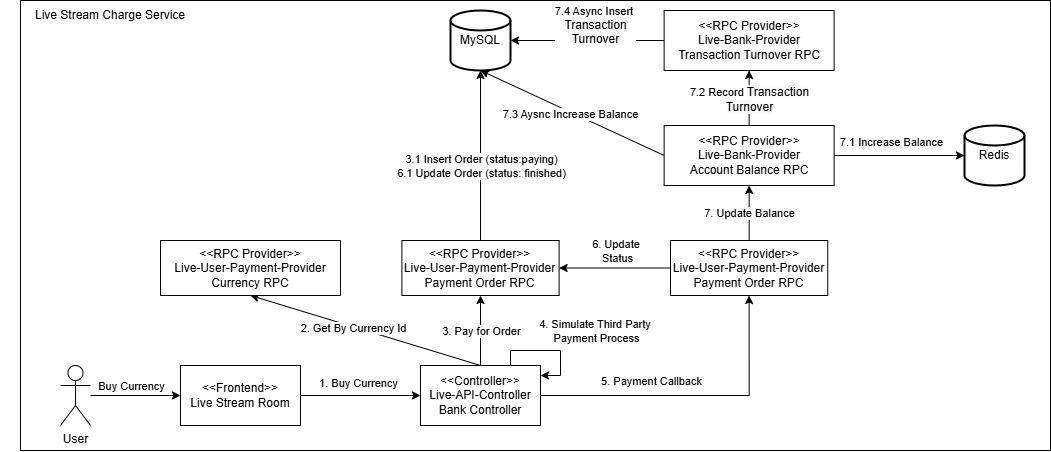 Live Stream Charge Service
7.4 Async Insert
Transaction
Turnover
MySQL
<<RPC Provider>>
Live-Bank-Provider
Transaction Turnover RPC
7.2 Record Transaction
Turnover
7.3 Aysnc Increase Balance
<<RPC Provider>>
Live-Bank-Provider
Account Balance RPC
7.1 Increase Balance
Redis
3.1 Insert Order (status:paying)
6.1 Update Order (status: finished)
7. Update Balance
<<RPC Provider>>
Live-User-Payment-Provider
Currency RPC
<<RPC Provider>>
Live-User-Payment-Provider
Payment Order RPC
6. Update
Status
<<RPC Provider>>
Live-User-Payment-Provider
Payment Order RPC
2. Get By Currency Id
3. Pay for Order
4. Simulate Third Party
Payment Process
User
Buy Currency
<<Frontend>>
Live Stream Room
1. Buy Currency
<<Controller>>
Live-API-Controller
Bank Controller
5. Payment Callback